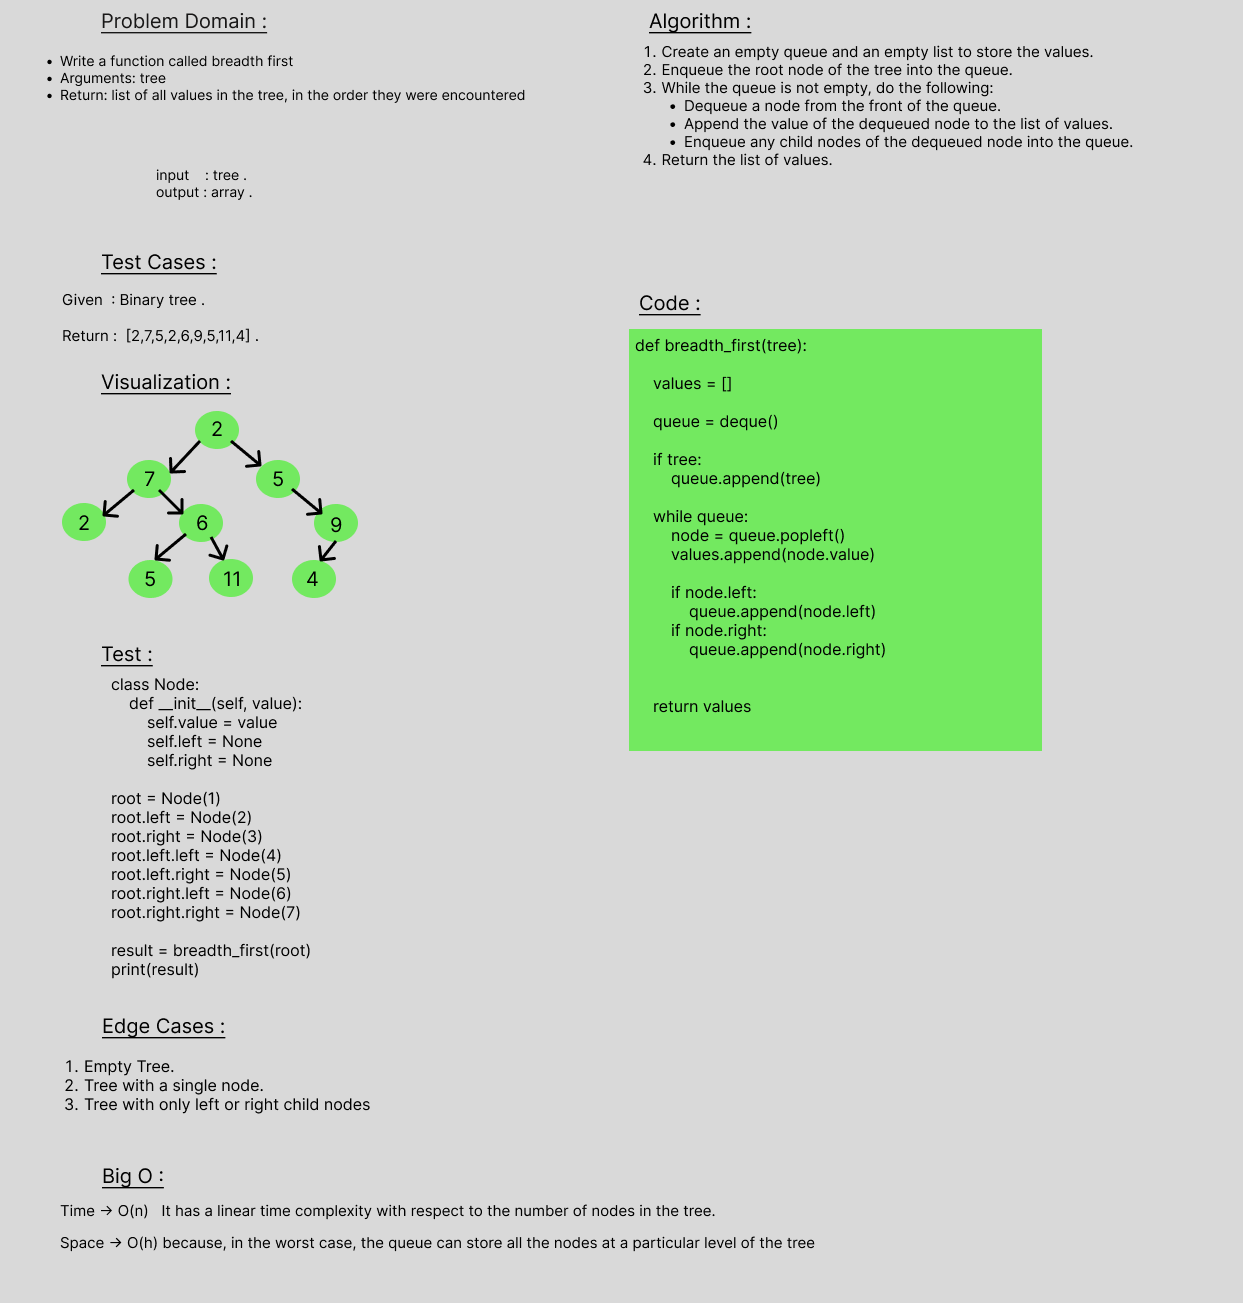 Problem Domain :
• Write a function called breadth first
• Arguments: tree
• Return: list of all values in the tree, in the order they were encountered
input    : tree .
output : array .
Test Cases :
Given  : Binary tree .
Return :  [2,7,5,2,6,9,5,11,4] .
Visualization :
2
7
5
2
6
9
5
11
4
Test :
class Node:
    def __init__(self, value):
        self.value = value
        self.left = None
        self.right = None
root = Node(1)
root.left = Node(2)
root.right = Node(3)
root.left.left = Node(4)
root.left.right = Node(5)
root.right.left = Node(6)
root.right.right = Node(7)
result = breadth_first(root)
print(result)
Edge Cases :
1. Empty Tree.
2. Tree with a single node.
3. Tree with only left or right child nodes
Big O :
Time → O(n)   It has a linear time complexity with respect to the number of nodes in the tree.
Space → O(h) because, in the worst case, the queue can store all the nodes at a particular level of the tree
Algorithm :
1. Create an empty queue and an empty list to store the values.
2. Enqueue the root node of the tree into the queue.
3. While the queue is not empty, do the following:
• Dequeue a node from the front of the queue.
• Append the value of the dequeued node to the list of values.
• Enqueue any child nodes of the dequeued node into the queue.
4. Return the list of values.
Code :
def breadth_first(tree):
    values = []
    queue = deque()
    if tree:
        queue.append(tree)
    while queue:
        node = queue.popleft()
        values.append(node.value)
        if node.left:
            queue.append(node.left)
        if node.right:
            queue.append(node.right)
    return values